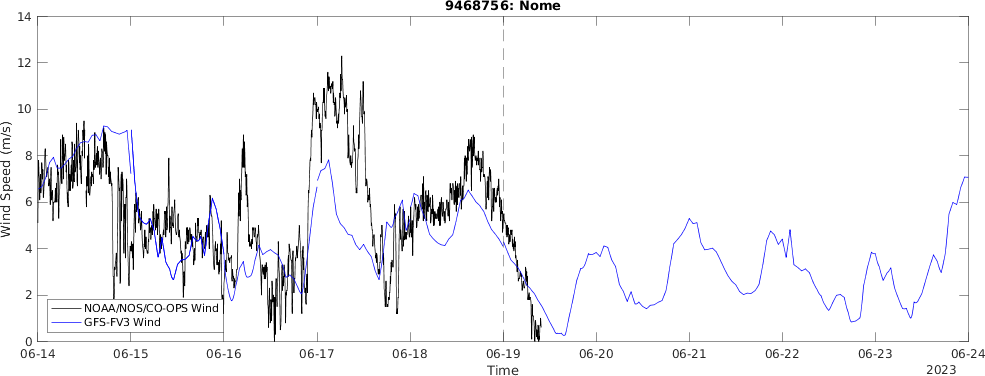 9468756: Nome
Wind Speed (m/s)
14
12
10
8
6
4
2
0
NOAA/NOS/CO-OPS Wind
GFS-FV3 Wind
06-14 06-15 06-16 06-17 06-18 06-19 06-20 06-21 06-22 06-23 06-24
Time
2023